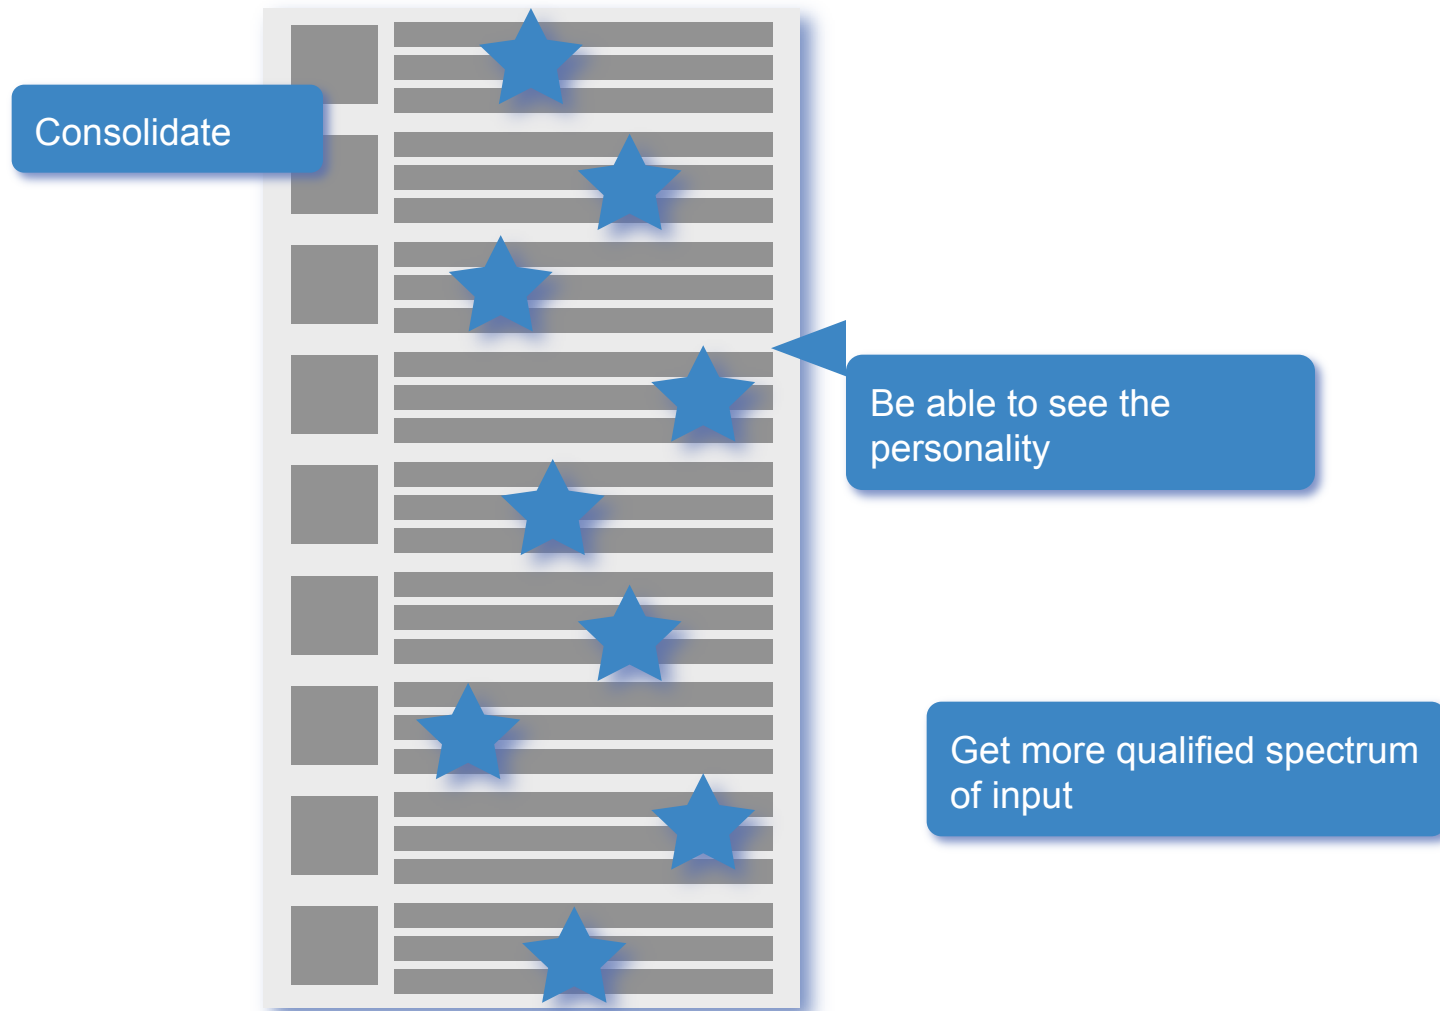 Consolidate
Be able to see the
personality
Get more qualified spectrum
of input